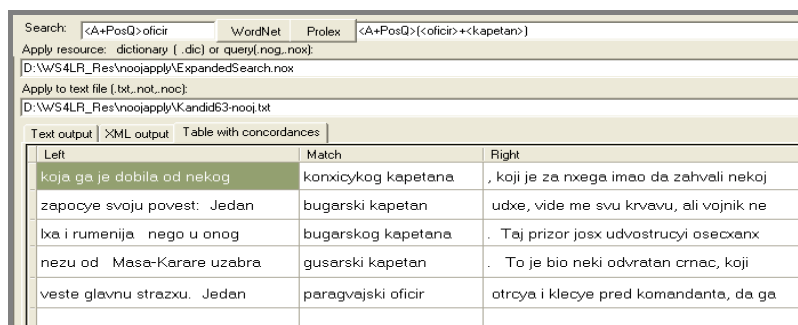 Search: <A+PosQ>oficir WordNet Prolex <A+PosQ>(<oficir>+<kapetan>)
Apply resource: dictionary ( .dic) or query(.nog,.nox):
D:\WS4LR_Res\noojapply\ExpandedSearch.nox
Apply to text file (.txt,.not,.noc):
D:\WS4LR_Res\noojapply\Kandid63-nooj.txt
Text output XML output Table with concordances
Left Match Right
koja ga je dobila od nekog konxicykog kapetana , koji je za nxega imao da zahvali nekoj
zapocye svoju povest: Jedan bugarski kapetan udxe, vide me svu krvavu, ali vojnik ne
lxa i rumenija nego u onog bugarskog kapetana . Taj prizor josx udvostrucyi osecxanx
nezu od Masa-Karare uzabra gusarski kapetan . To je bio neki odvratan crnac, koji
veste glavnu strazxu. Jedan paragvajski oficir otrcya i klecye pred komandanta, da ga